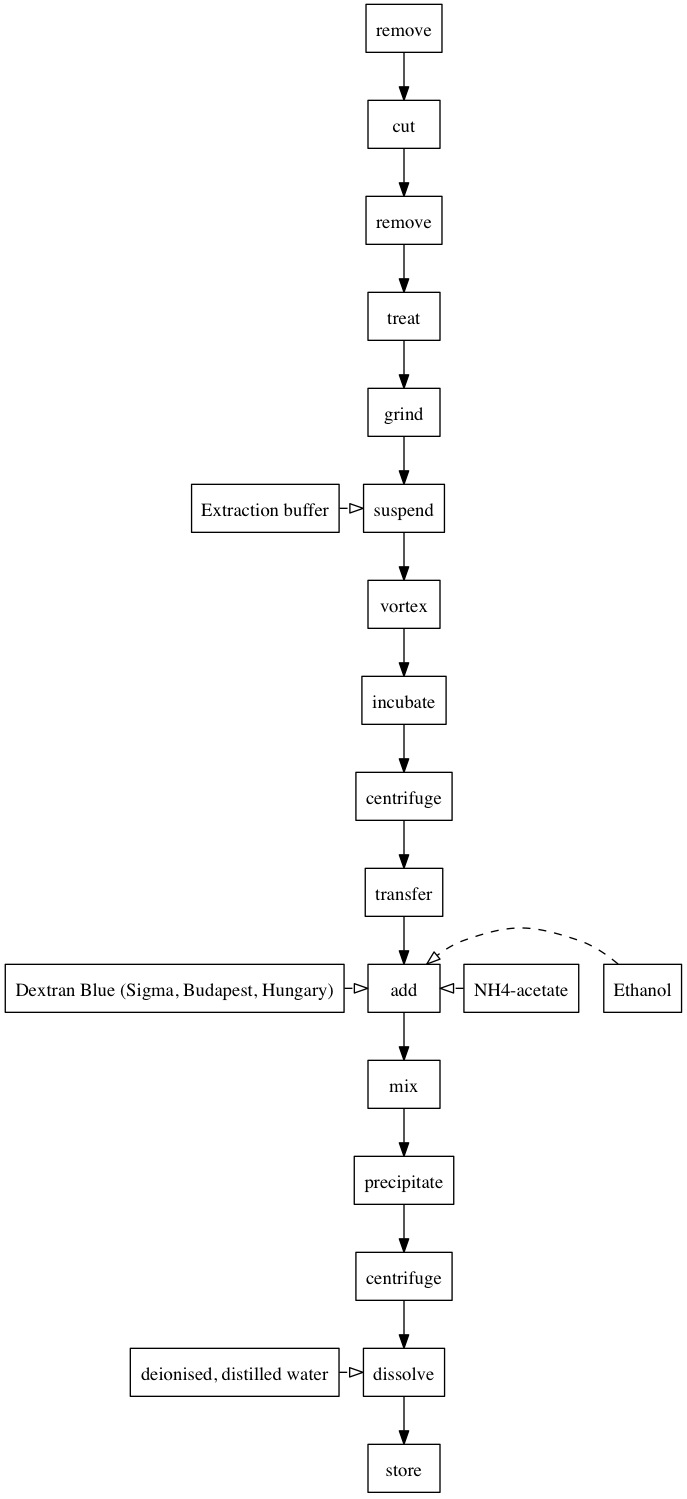 remove
cut
remove
treat
grind
Extraction buffer
suspend
vortex
incubate
centrifuge
transfer
Dextran Blue (Sigma, Budapest, Hungary)
add
NH4-acetate
Ethanol
mix
precipitate
centrifuge
deionised, distilled water
dissolve
store